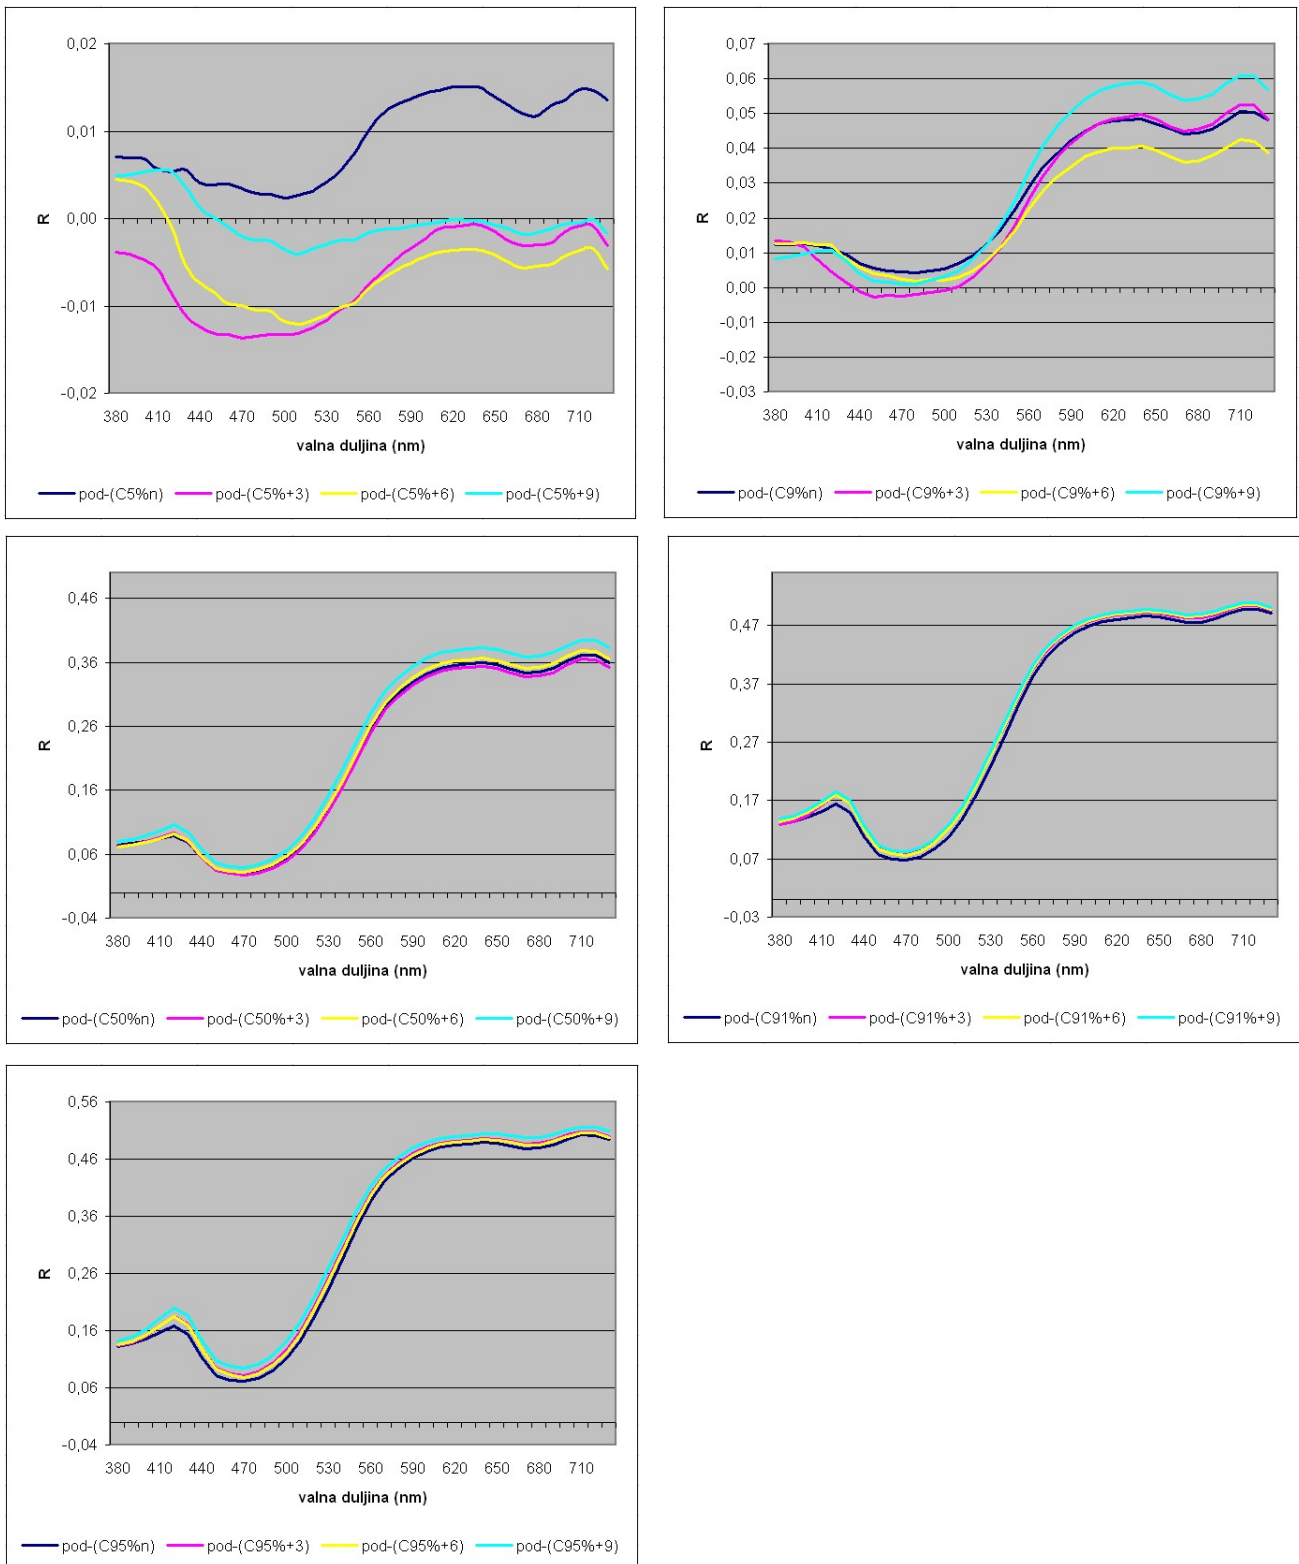 0,02
0,01
0,00
-0,01
-0,02
R
380 410 440 470 500 530 560 590 620 650 680 710
valna duljina (nm)
pod-(C5%n) pod-(C5%+3) pod-(C5%+6) pod-(C5%+9)
0,07
0,06
0,05
0,04
0,03
0,02
0,01
0,00
-0,01
-0,02
-0,03
R
380 410 440 470 500 530 560 590 620 650 680 710
valna duljina (nm)
pod-(C9%n) pod-(C9%+3) pod-(C9%+6) pod-(C9%+9)
0,46
0,36
0,26
0,16
0,06
-0,04
R
380 410 440 470 500 530 560 590 620 650 680 710
valna duljina (nm)
pod-(C50%n) pod-(C50%+3) pod-(C50%+6) pod-(C50%+9)
0,47
0,37
0,27
0,17
0,07
-0,03
R
380 410 440 470 500 530 560 590 620 650 680 710
valna duljina (nm)
pod-(C91%n) pod-(C91%+3) pod-(C91%+6) pod-(C91%+9)
0,56
0,46
0,36
0,26
0,16
0,06
-0,04
R
380 410 440 470 500 530 560 590 620 650 680 710
valna duljina (nm)
pod-(C95%n) pod-(C95%+3) pod-(C95%+6) pod-(C95%+9)